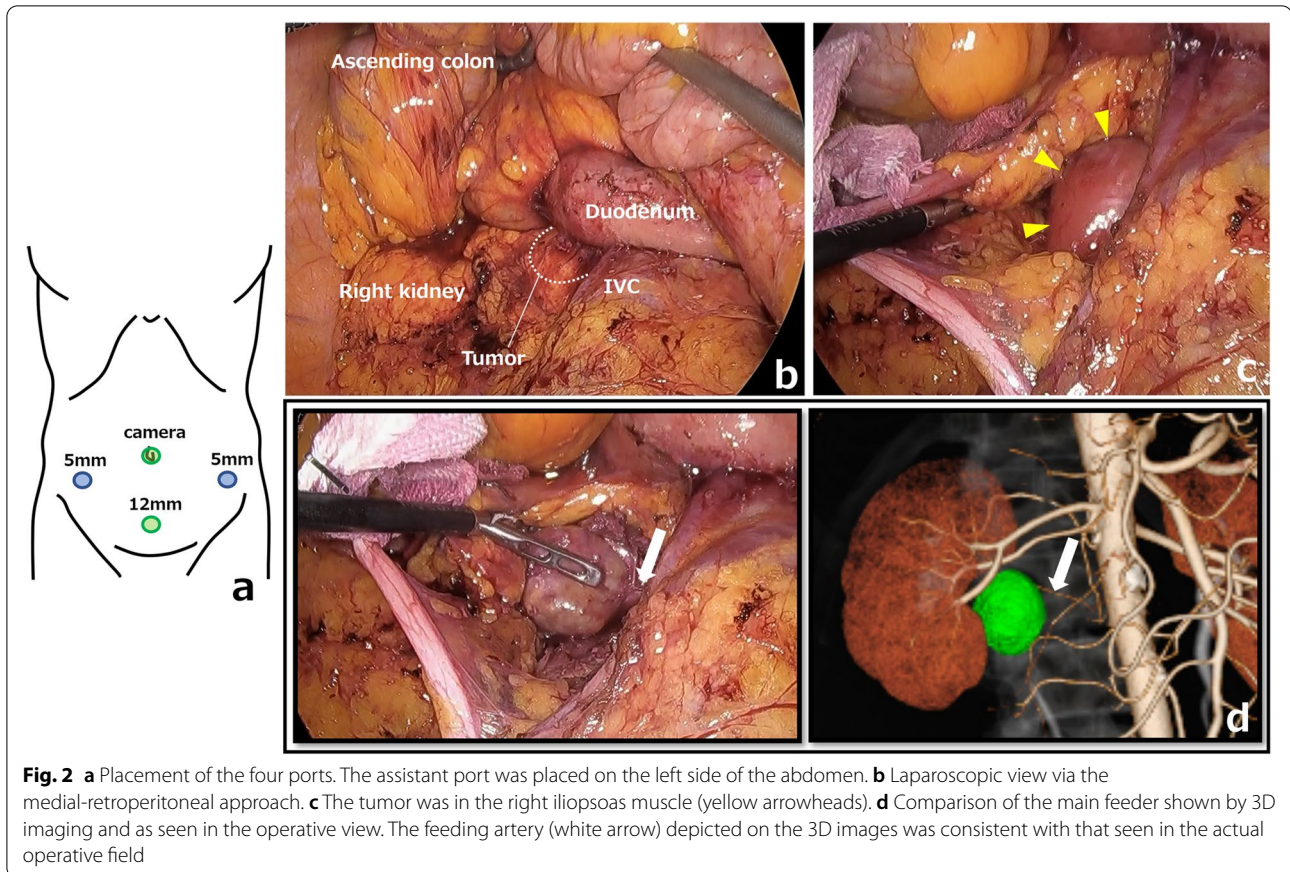 Ascending colon
Duodenum
Right kidney
IVC
Tumor
b
c
camera
5mm
5mm
12mm
a
d
Fig. 2 a Placement of the four ports. The assistant port was placed on the left side of the abdomen. b Laparoscopic view via the
medial-retroperitoneal approach. c The tumor was in the right iliopsoas muscle (yellow arrowheads). d Comparison of the main feeder shown by 3D
imaging and as seen in the operative view. The feeding artery (white arrow) depicted on the 3D images was consistent with that seen in the actual
operative field